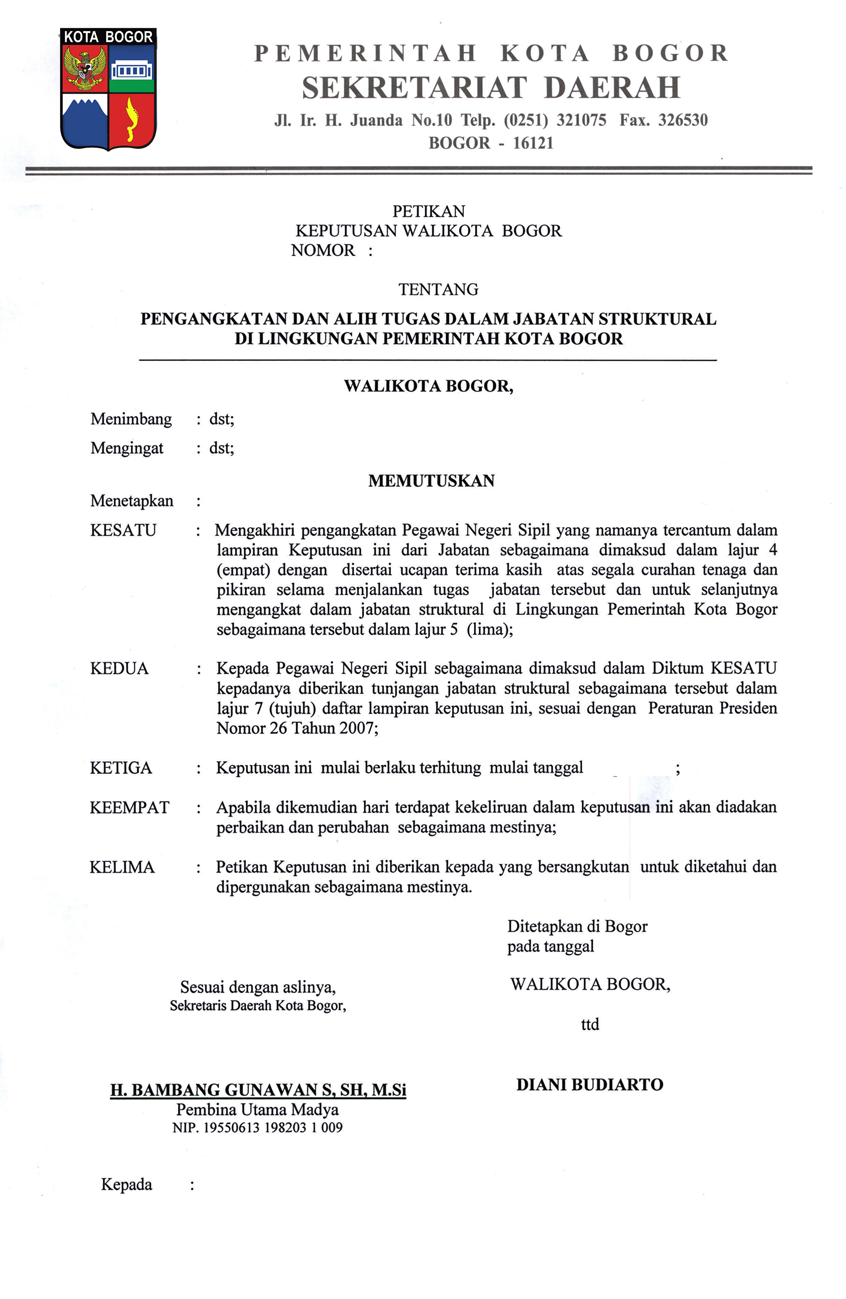 KOTA BOGOR
PEMERINTAH KOTA BOGOR
SEKRETARIAT DAERAH
Jl. Ir. H. Juanda No.10 Telp. (0251) 321075 Fax. 326530
BOGOR - 16121
PETIKAN
KEPUTUSAN WALIKOTA BOGOR
NOMOR :
TENTANG
PENGANGKATAN DAN ALIH TUGAS DALAM JABATAN STRUKTURAL
DI LINGKUNGAN PEMERINTAH KOTA BOGOR
WALIKOTA BOGOR,
Menimbang : dst;
Mengingat : dst;
MEMUTUSKAN
Menetapkan :
KESATU : Mengakhiri pengangkatan Pegawai Negeri Sipil yang namanya tercantum dalam
lampiran Keputusan ini dari Jabatan sebagaimana dimaksud dalam lajur 4
(empat) dengan disertai ucapan terima kasih atas segala curahan tenaga dan
pikiran selama menjalankan tugas jabatan tersebut dan untuk selanjutnya
mengangkat dalam jabatan struktural di Lingkungan Pemerintah Kota Bogor
sebagaimana tersebut dalam lajur 5 (lima);
KEDUA : Kepada Pegawai Negeri Sipil sebagaimana dimaksud dalam Diktum KESATU
kepadanya diberikan tunjangan jabatan struktural sebagaimana tersebut dalam
lajur 7 (tujuh) daftar lampiran keputusan ini, sesuai dengan Peraturan Presiden
Nomor 26 Tahun 2007;
KETIGA : Keputusan ini mulai berlaku terhitung mulai tanggal ;
KEEMPAT : Apabila dikemudian hari terdapat kekeliruan dalam keputusan ini akan diadakan
perbaikan dan perubahan sebagaimana mestinya;
KELIMA : Petikan Keputusan ini diberikan kepada yang bersangkutan untuk diketahui dan
dipergunakan sebagaimana mestinya.
Ditetapkan di Bogor
pada tanggal
WALIKOTA BOGOR,
ttd
DIANI BUDIARTO
Sesuai dengan aslinya,
Sekretaris Daerah Kota Bogor,
H. BAMBANG GUNAWAN S, SH, M.Si
Pembina Utama Madya
NIP. 19550613 198203 1 009
Kepada :